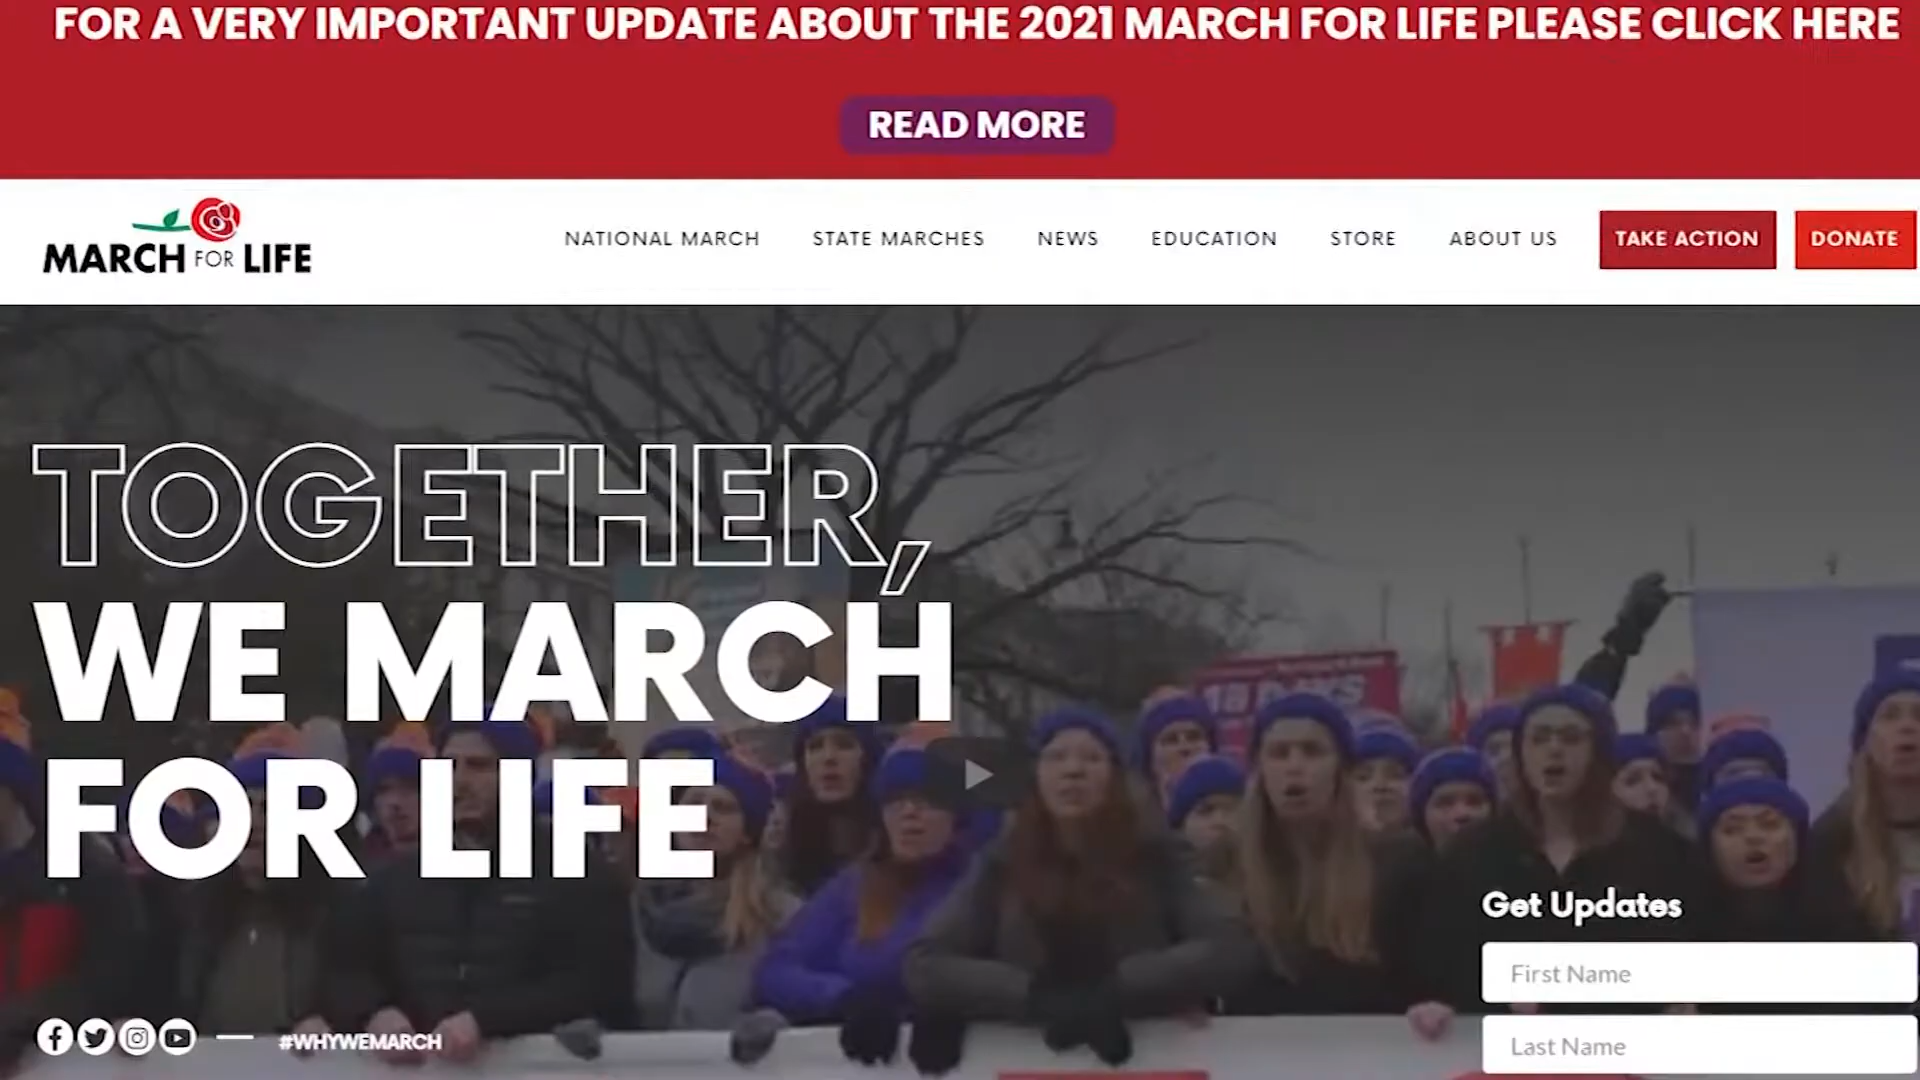 FOR A VERY IMPORTANT UPDATE ABOUT THE 2021 MARCH FOR LIFE PLEASE CLICK HERE
READ MORE
MARCH FOR LIFE
NATIONAL MARCH
STATE MARCHES
NEWS
EDUCATION
STORE
ABOUT US
TAKE ACTION
DONATE
TOGETHER,
WE MARCH
FOR LIFE
Get Updates
First Name
Last Name
#WHYWEMARCH